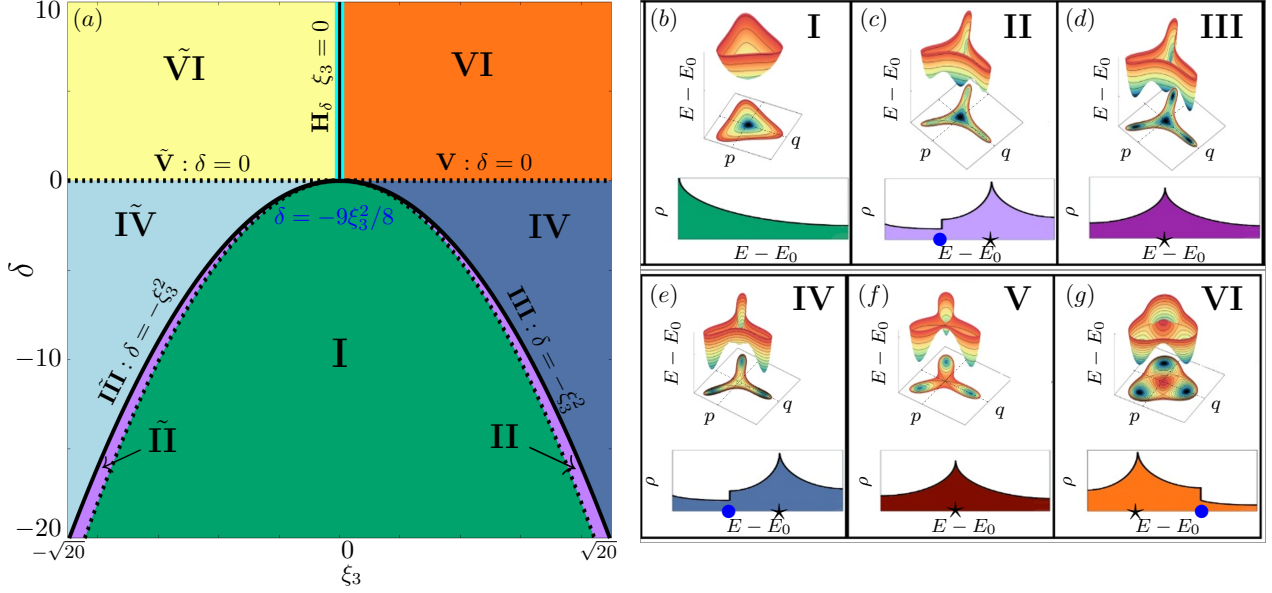 (a)
10
0
−10
−20
δ
−√20
0
√20
ξ₃
ṼI
VI
H_δ ξ₃ = 0
Ṽ : δ = 0
V : δ = 0
IṼ
IV
δ = −9ξ₃²/8
ĨII : δ = −ξ₃²
III : δ = −ξ₃²
I
ĨI
II
(b)
I
E − E₀
p
q
ρ
E − E₀
(c)
II
E − E₀
p
q
ρ
E − E₀
(d)
III
E − E₀
p
q
ρ
E − E₀
(e)
IV
E − E₀
p
q
ρ
E − E₀
(f)
V
E − E₀
p
q
ρ
E − E₀
(g)
VI
E − E₀
p
q
ρ
E − E₀